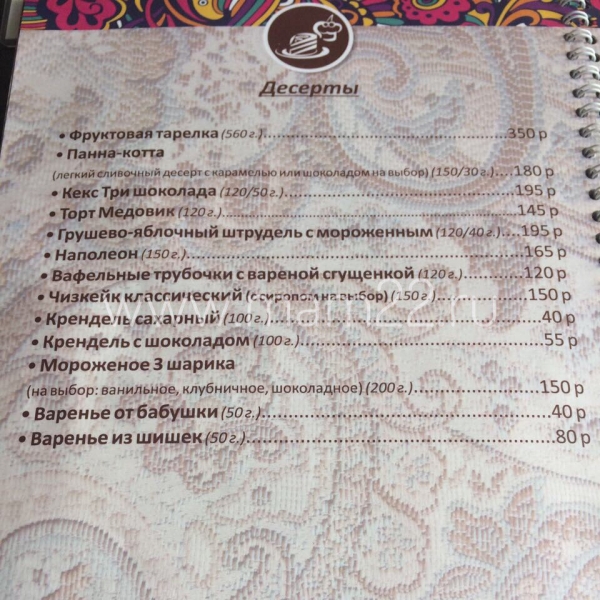 Десерты
• Фруктовая тарелка (560 г.)...350 р
• Панна-котта
(легкий сливочный десерт с карамелью или шоколадом на выбор) (150/30 г.)....180 р
• Кекс Три шоколада (120/50 г.)...195 р
• Торт Медовик (120 г.)...145 р
• Грушево-яблочный штрудель с мороженным (120/40 г.)...195 р
• Наполеон (150 г.)...165 р
• Вафельные трубочки с вареной сгущенкой (120 г.)...120 р
• Чизкейк классический (с сиропом на выбор) (150 г.)...150 р
• Крендель сахарный (100 г.)...40 р
• Крендель с шоколадом (100 г.)...55 р
• Мороженое 3 шарика
(на выбор: ванильное, клубничное, шоколадное) (200 г.)...150 р
• Варенье от бабушки (50 г.)...40 р
• Варенье из шишек (50 г.)...80 р